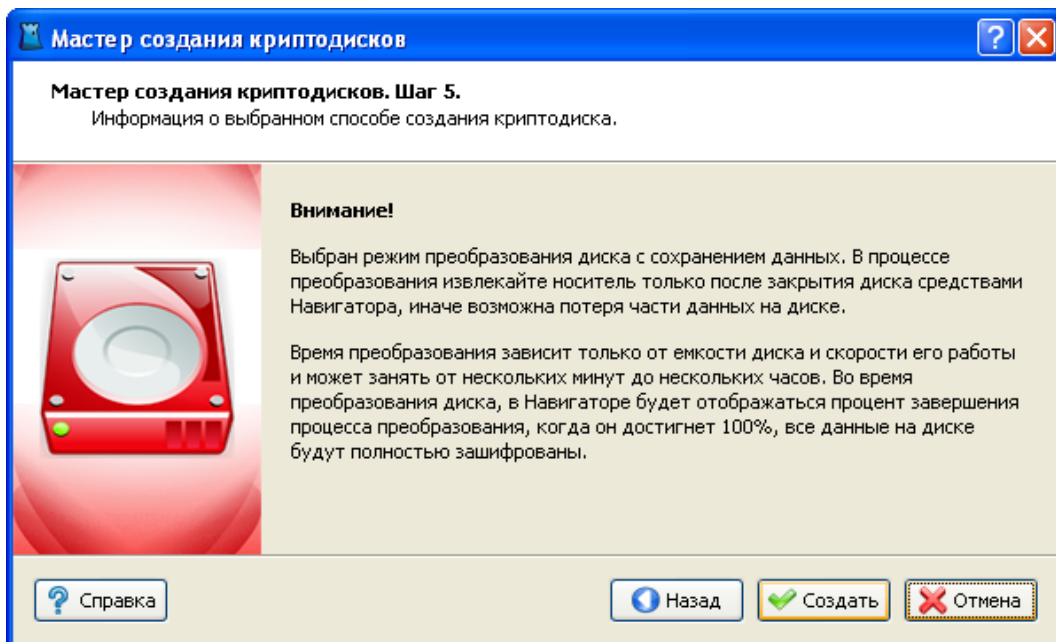 Мастер создания криптодисков
Мастер создания криптодисков. Шаг 5.
Информация о выбранном способе создания криптодиска.
Внимание!
Выбран режим преобразования диска с сохранением данных. В процессе
преобразования извлекайте носитель только после закрытия диска средствами
Навигатора, иначе возможна потеря части данных на диске.
Время преобразования зависит только от емкости диска и скорости его работы
и может занять от нескольких минут до нескольких часов. Во время
преобразования диска, в Навигаторе будет отображаться процент завершения
процесса преобразования, когда он достигнет 100%, все данные на диске
будут полностью зашифрованы.
Справка
Назад
Создать
Отмена